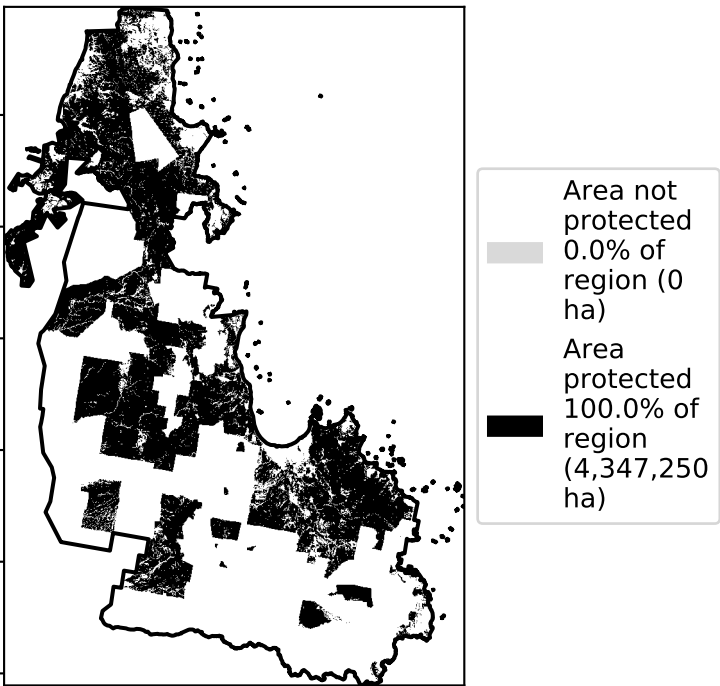 Area not
protected
0.0% of
region (0
ha)
Area
protected
100.0% of
region
(4,347,250
ha)